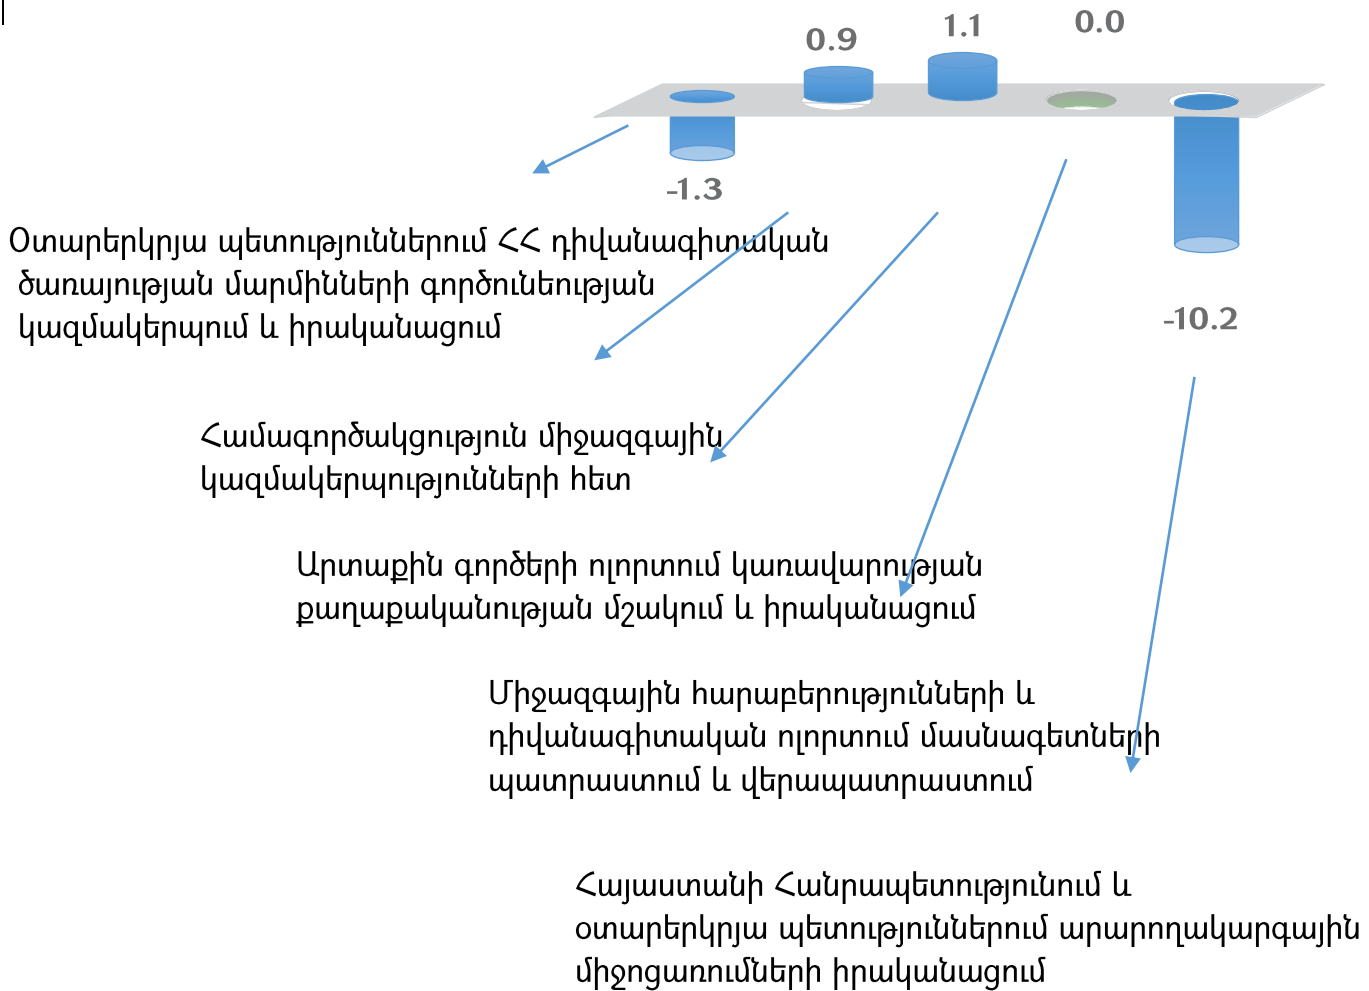 0.9
1.1
0.0
-1.3
-10.2
Օտարերկրյա պետություններում ՀՀ դիվանագիտական
ծառայության մարմինների գործունեության
կազմակերպում և իրականացում
Համագործակցություն միջազգային
կազմակերպությունների հետ
Արտաքին գործերի ոլորտում կառավարության
քաղաքականության մշակում և իրականացում
Միջազգային հարաբերությունների և
դիվանագիտական ոլորտում մասնագետների
պատրաստում և վերապատրաստում
Հայաստանի Հանրապետությունում և
օտարերկրյա պետություններում արարողակարգային
միջոցառումների իրականացում